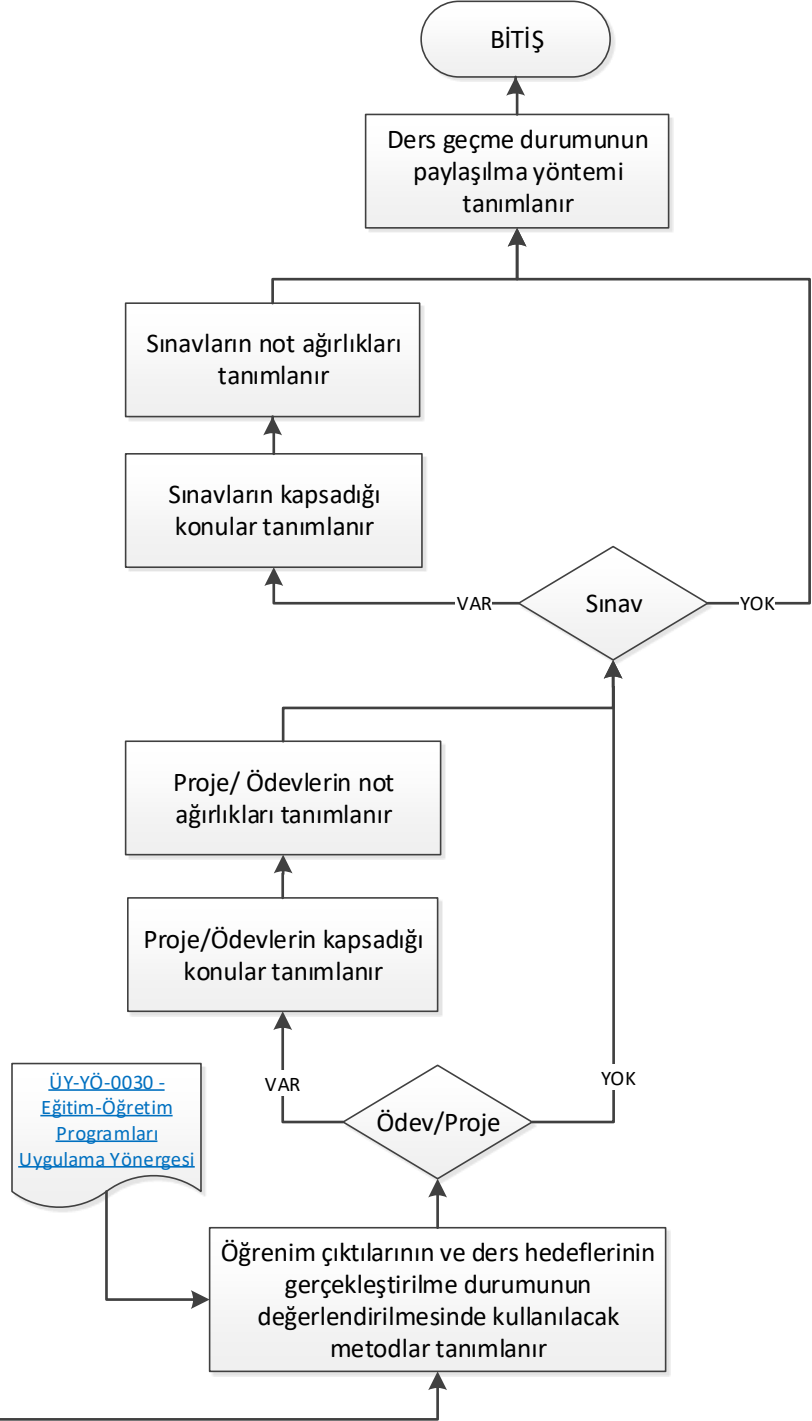 BİTİŞ
Ders geçme durumunun
paylaşılma yöntemi
tanımlanır
Sınavların not ağırlıkları
tanımlanır
Sınavların kapsadığı
konular tanımlanır
VAR
Sınav
YOK
Proje/ Ödevlerin not
ağırlıkları tanımlanır
Proje/Ödevlerin kapsadığı
konular tanımlanır
VAR
YOK
Ödev/Proje
ÜY-YÖ-0030 -
Eğitim-Öğretim
Programları
Uygulama Yönergesi
Öğrenim çıktılarının ve ders hedeflerinin
gerçekleştirilme durumunun
değerlendirilmesinde kullanılacak
metodlar tanımlanır